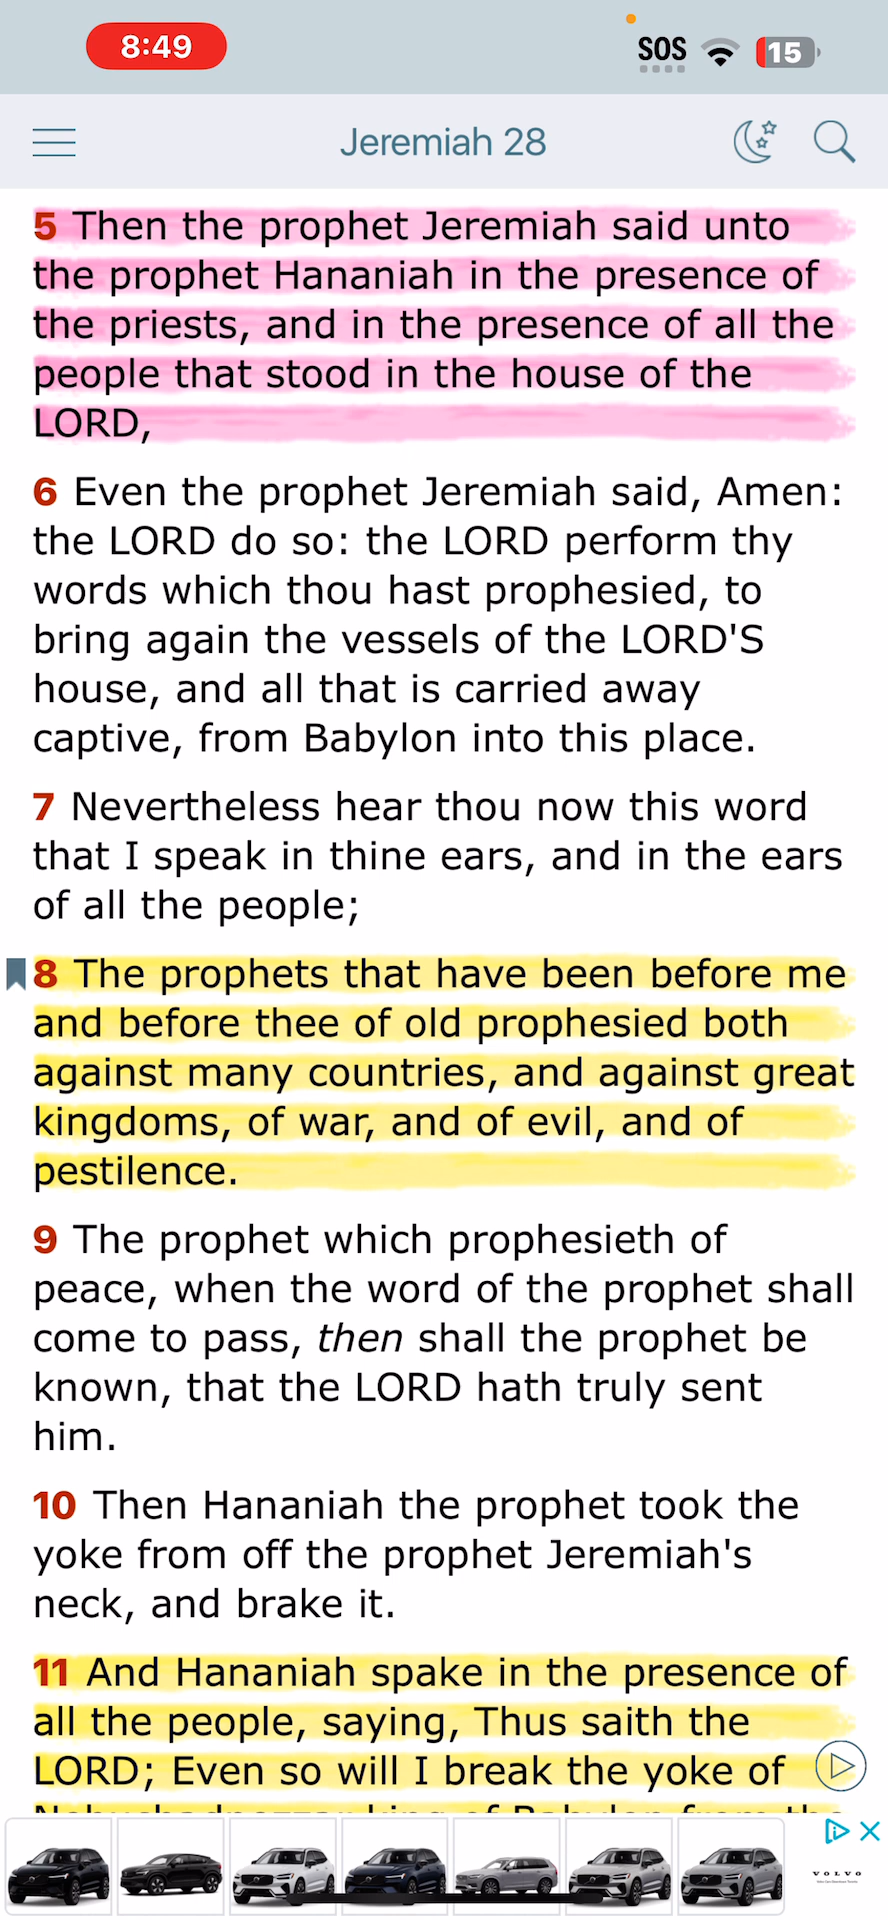 8:49
SOS
15
Jeremiah 28
5 Then the prophet Jeremiah said unto
the prophet Hananiah in the presence of
the priests, and in the presence of all the
people that stood in the house of the
LORD,
6 Even the prophet Jeremiah said, Amen:
the LORD do so: the LORD perform thy
words which thou hast prophesied, to
bring again the vessels of the LORD'S
house, and all that is carried away
captive, from Babylon into this place.
7 Nevertheless hear thou now this word
that I speak in thine ears, and in the ears
of all the people;
8 The prophets that have been before me
and before thee of old prophesied both
against many countries, and against great
kingdoms, of war, and of evil, and of
pestilence.
9 The prophet which prophesieth of
peace, when the word of the prophet shall
come to pass, then shall the prophet be
known, that the LORD hath truly sent
him.
10 Then Hananiah the prophet took the
yoke from off the prophet Jeremiah's
neck, and brake it.
11 And Hananiah spake in the presence of
all the people, saying, Thus saith the
LORD; Even so will I break the yoke of
Nebuchadnezzar king of Babylon from the
VOLVO